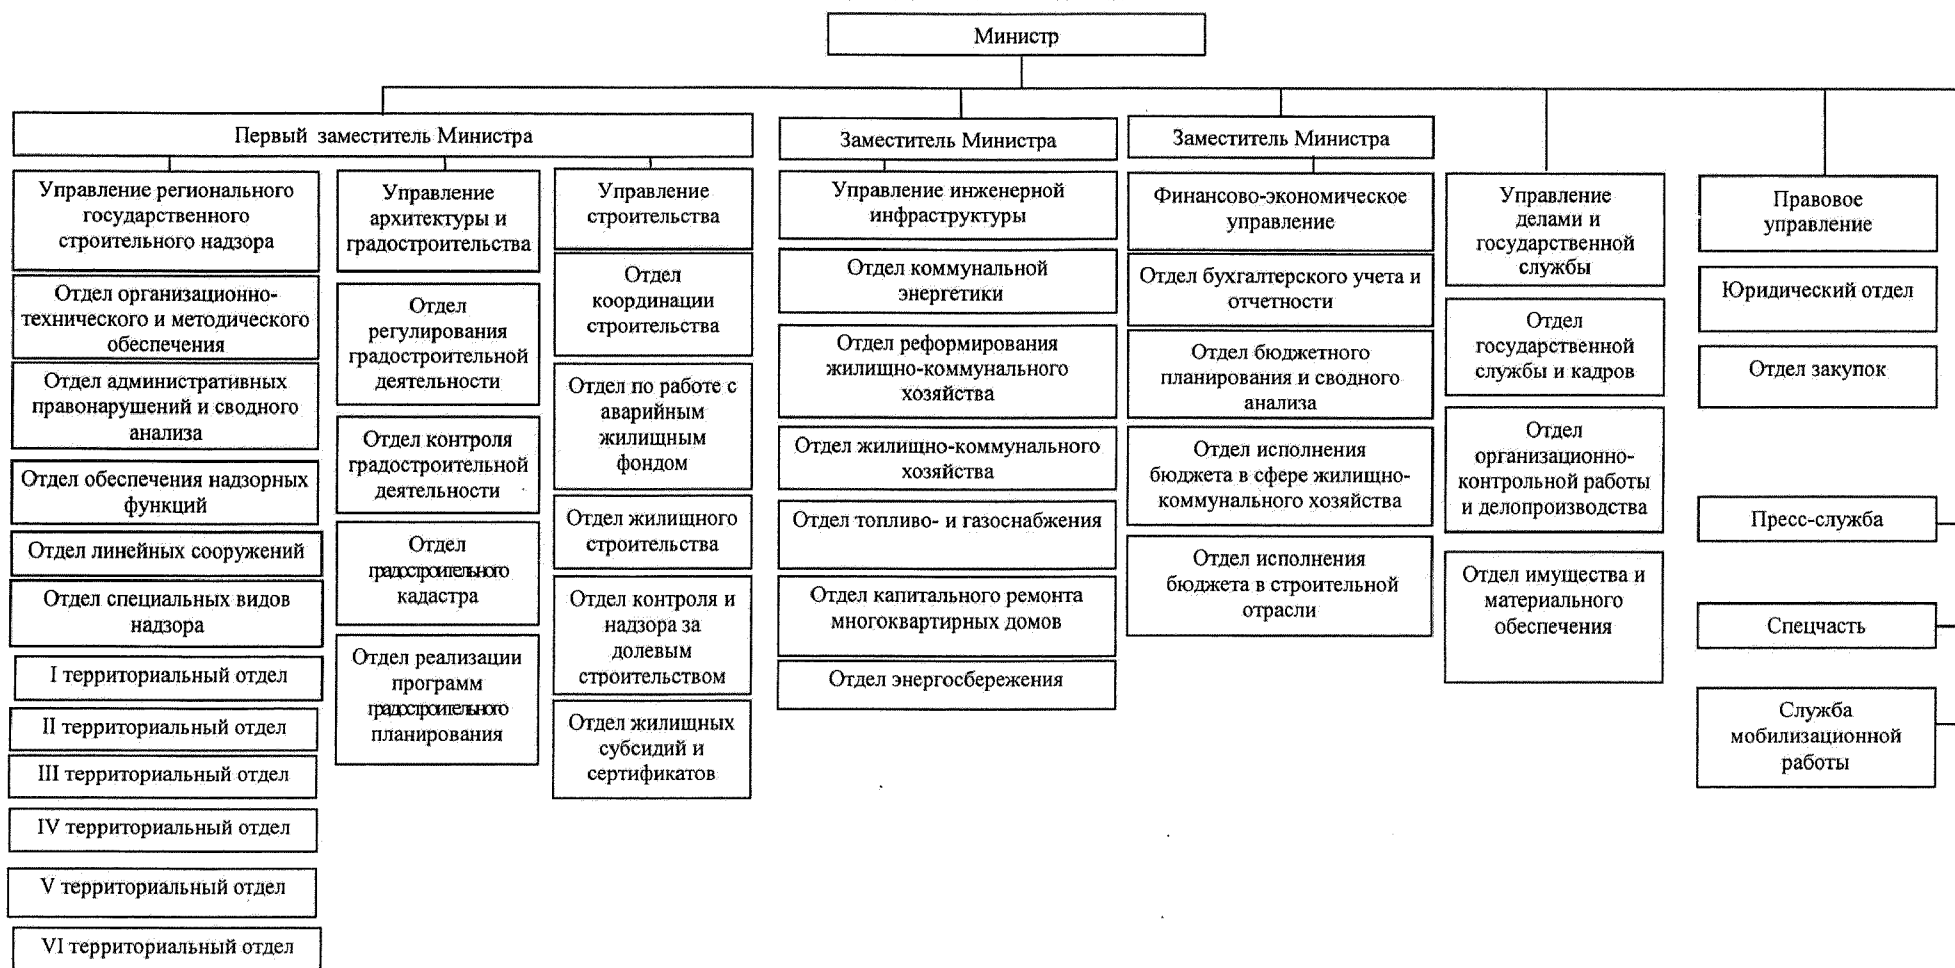 Министр
Первый заместитель Министра
Заместитель Министра
Заместитель Министра
Управление регионального
государственного
строительного надзора
Отдел организационно-
технического и методического
обеспечения
Отдел административных
правонарушений и сводного
анализа
Отдел обеспечения надзорных
функций
Отдел линейных сооружений
Отдел специальных видов
надзора
I территориальный отдел
II территориальный отдел
III территориальный отдел
IV территориальный отдел
V территориальный отдел
VI территориальный отдел
Управление
архитектуры и
градостроительства
Отдел
регулирования
градостроительной
деятельности
Отдел контроля
градостроительной
деятельности
Отдел
градостроительного
кадастра
Отдел реализации
программ
градостроительного
планирования
Управление
строительства
Отдел
координации
строительства
Отдел по работе с
аварийным
жилищным
фондом
Отдел жилищного
строительства
Отдел контроля и
надзора за
долевым
строительством
Отдел жилищных
субсидий и
сертификатов
Управление инженерной
инфраструктуры
Отдел коммунальной
энергетики
Отдел реформирования
жилищно-коммунального
хозяйства
Отдел жилищно-коммунального
хозяйства
Отдел топливо- и газоснабжения
Отдел капитального ремонта
многоквартирных домов
Отдел энергосбережения
Финансово-экономическое
управление
Отдел бухгалтерского учета и
отчетности
Отдел бюджетного
планирования и сводного
анализа
Отдел исполнения
бюджета в сфере жилищно-
коммунального хозяйства
Отдел исполнения
бюджета в строительной
отрасли
Управление
делами и
государственной
службы
Отдел
государственной
службы и кадров
Отдел
организационно-
контрольной работы
и делопроизводства
Отдел имущества и
материального
обеспечения
Правовое
управление
Юридический отдел
Отдел закупок
Пресс-служба
Спецчасть
Служба
мобилизационной
работы